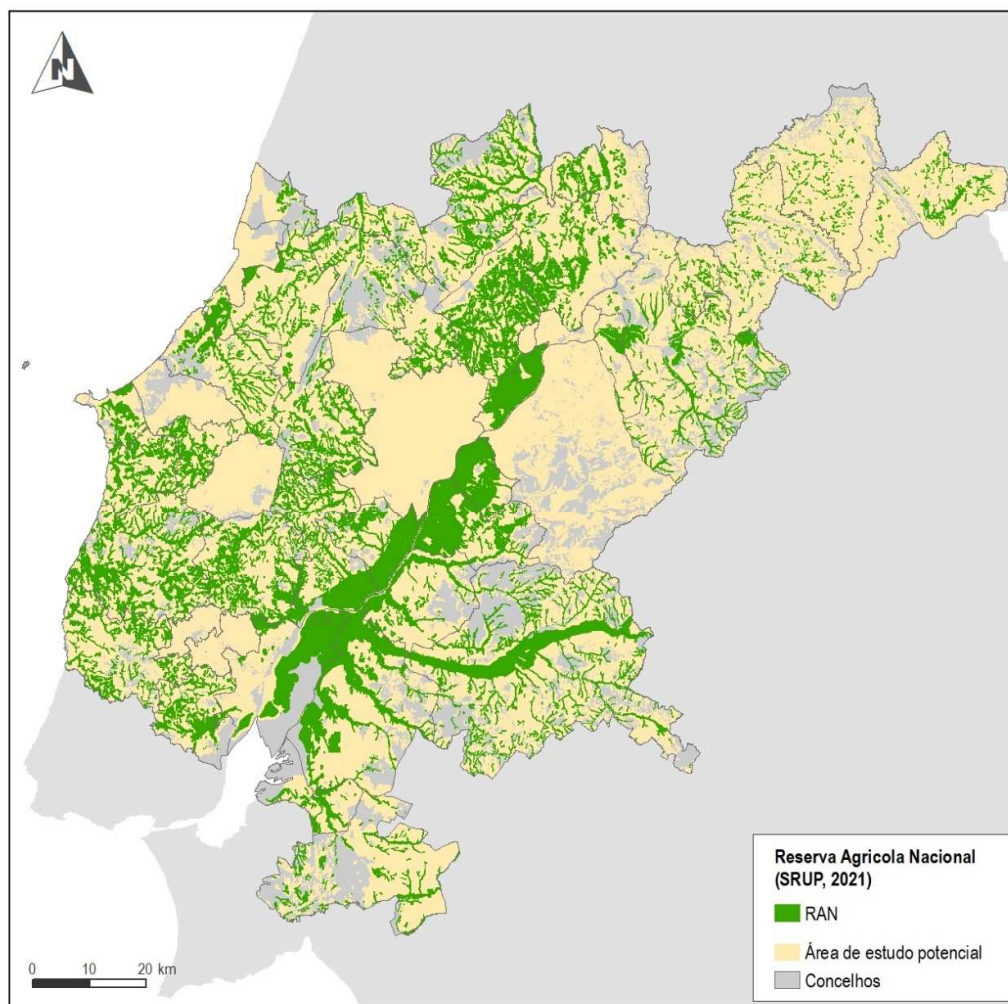 N
Reserva Agricola Nacional
(SRUP, 2021)
RAN
Área de estudo potencial
Concelhos
0 10 20 km